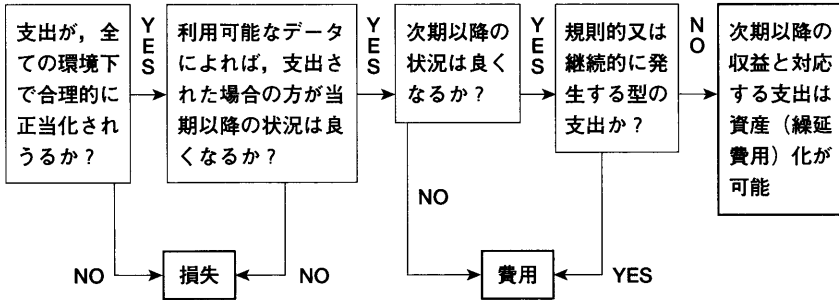 支出が，全
ての環境下
で合理的に
正当化され
うるか？
YES
利用可能なデータ
によれば，支出さ
れた場合の方が当
期以降の状況は良
くなるか？
YES
次期以降の
状況は良く
なるか？
YES
規則的又は
継続的に発
生する型の
支出か？
NO
次期以降の
収益と対応
する支出は
資産（繰延
費用）化が
可能
NO
損失
NO
NO
費用
YES